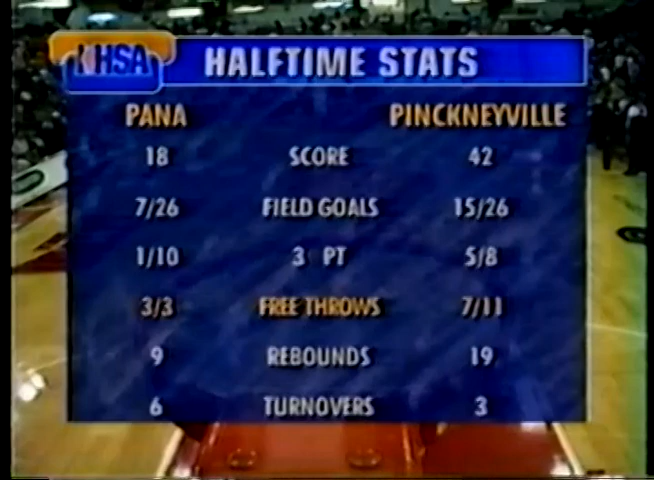 IHSA HALFTIME STATS
PANA PINCKNEYVILLE
18 SCORE 42
7/26 FIELD GOALS 15/26
1/10 3 PT 5/8
3/3 FREE THROWS 7/11
9 REBOUNDS 19
6 TURNOVERS 3